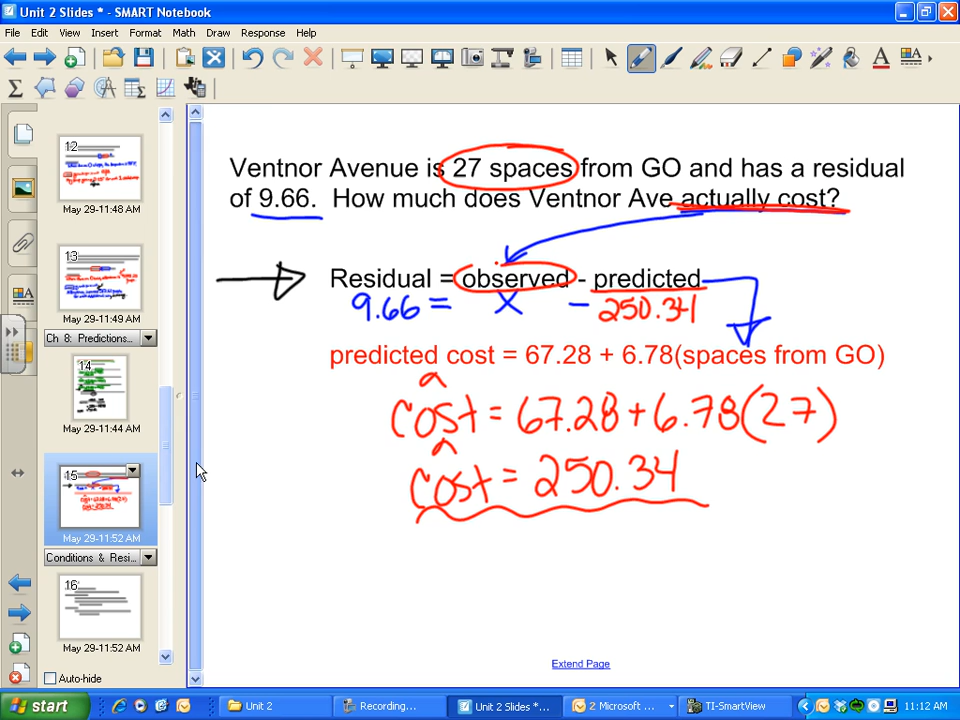 Unit 2 Slides * - SMART Notebook
File Edit View Insert Format Math Draw Response Help
12
May 29-11:48 AM
13
May 29-11:49 AM
Ch 8: Predictions...
14
May 29-11:44 AM
15
May 29-11:52 AM
Conditions & Resi...
16
May 29-11:52 AM
Auto-hide
Ventnor Avenue is 27 spaces from GO and has a residual
of 9.66. How much does Ventnor Ave actually cost?
Residual = observed - predicted
9.66 = x - 250.34
predicted cost = 67.28 + 6.78(spaces from GO)
cost = 67.28 + 6.78(27)
cost = 250.34
Extend Page
start
Unit 2
Recording...
Unit 2 Slides *...
2 Microsoft ...
TI-SmartView
11:12 AM